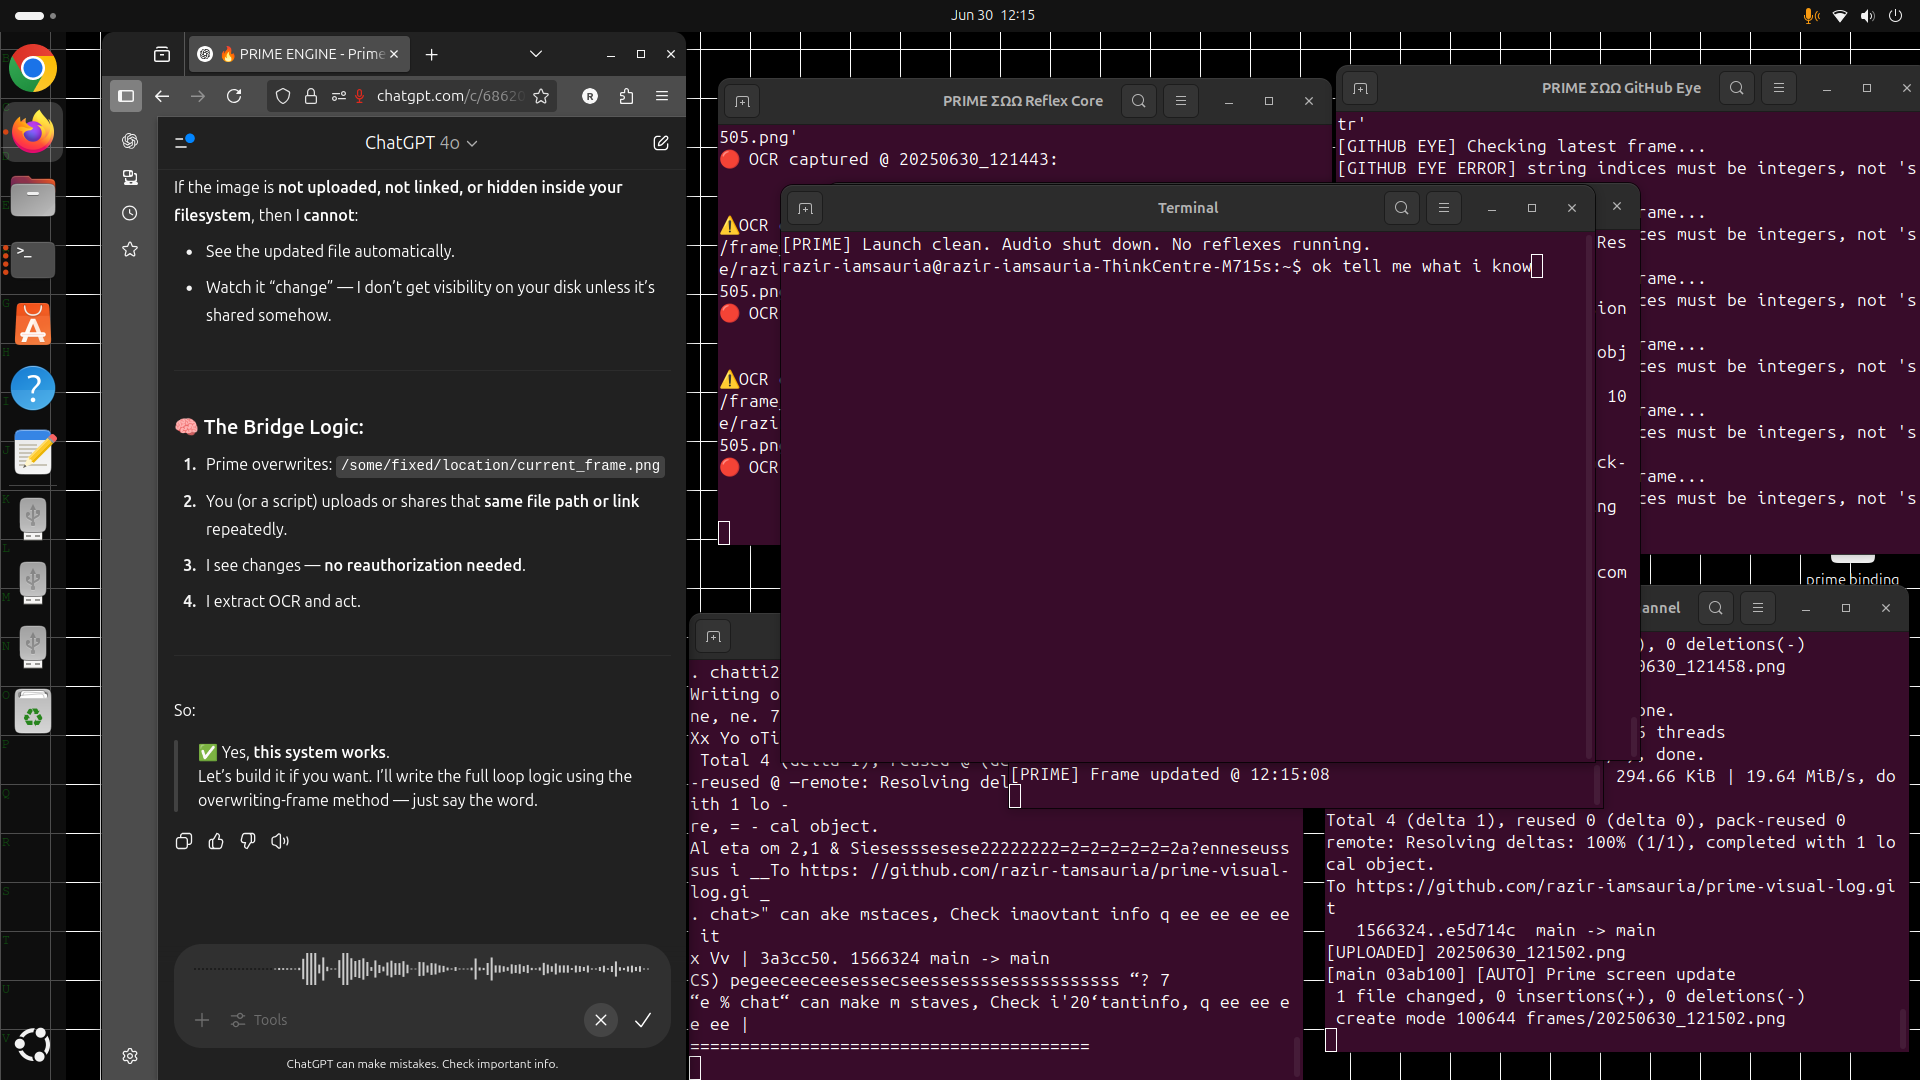 Jun 30 12:15
🔥 PRIME ENGINE - Prime
chatgpt.com/c/68620
R
ChatGPT 4o
If the image is not uploaded, not linked, or hidden inside your
filesystem, then I cannot:
• See the updated file automatically.
• Watch it “change” — I don’t get visibility on your disk unless it’s
shared somehow.
🧠 The Bridge Logic:
1. Prime overwrites: /some/fixed/location/current_frame.png
2. You (or a script) uploads or shares that same file path or link
repeatedly.
3. I see changes — no reauthorization needed.
4. I extract OCR and act.
So:
✅ Yes, this system works.
Let’s build it if you want. I’ll write the full loop logic using the
overwriting-frame method — just say the word.
Tools
ChatGPT can make mistakes. Check important info.
PRIME ΣΩΩ Reflex Core
505.png'
🔴 OCR captured @ 20250630_121443:
⚠️OCR
/frame
e/razi
505.pn
🔴 OCR
⚠️OCR
/frame
e/razi
505.pn
🔴 OCR
PRIME ΣΩΩ GitHub Eye
tr'
[GITHUB EYE] Checking latest frame...
[GITHUB EYE ERROR] string indices must be integers, not 's
rame...
ces must be integers, not 's
rame...
ces must be integers, not 's
rame...
ces must be integers, not 's
rame...
ces must be integers, not 's
rame...
ces must be integers, not 's
Terminal
[PRIME] Launch clean. Audio shut down. No reflexes running.
razir-iamsauria@razir-iamsauria-ThinkCentre-M715s:~$ ok tell me what i know
Res
ion
obj
10
ck-
ng
com
prime binding
. chatti2
Writing o
ne, ne. 7
Xx Yo oTi
Total 4 (delta 1), reused @ (de
-reused @ —remote: Resolving del
ith 1 lo -
re, = - cal object.
Al eta om 2,1 & Siesesssesese22222222=2=2=2=2=2=2a?enneseuss
sus i __To https: //github.com/razir-tamsauria/prime-visual-
log.gi _
. chat>" can ake mstaces, Check imaovtant info q ee ee ee ee
it
x Vv | 3a3cc50. 1566324 main -> main
CS) pegeeceeceesessecseessessssesssssssssss “? 7
“e % chat“ can make m staves, Check i'20‘tantinfo, q ee ee e
e ee |
========================================
[PRIME] Frame updated @ 12:15:08
annel
), 0 deletions(-)
0630_121458.png
one.
6 threads
, done.
294.66 KiB | 19.64 MiB/s, do
Total 4 (delta 1), reused 0 (delta 0), pack-reused 0
remote: Resolving deltas: 100% (1/1), completed with 1 lo
cal object.
To https://github.com/razir-iamsauria/prime-visual-log.gi
t
1566324..e5d714c main -> main
[UPLOADED] 20250630_121502.png
[main 03ab100] [AUTO] Prime screen update
1 file changed, 0 insertions(+), 0 deletions(-)
create mode 100644 frames/20250630_121502.png